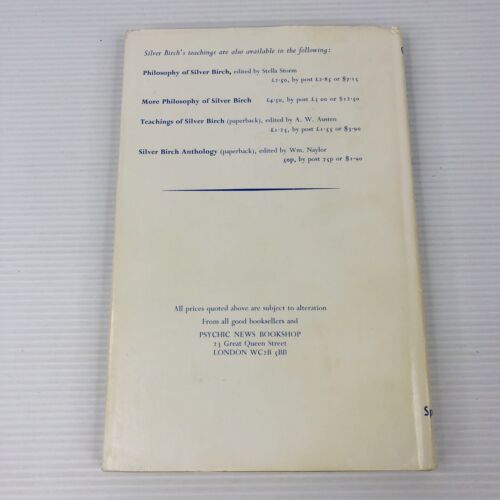 Silver Birch's teachings are also available in the following:
Philosophy of Silver Birch, edited by Stella Storm
£2·50, by post £2·85 or $7·15
More Philosophy of Silver Birch £4·50, by post £5 00 or $12·50
Teachings of Silver Birch (paperback), edited by A. W. Austen
£1·25, by post £1·55 or $3·90
Silver Birch Anthology (paperback), edited by Wm. Naylor
50p, by post 75p or $1·90
All prices quoted above are subject to alteration
From all good booksellers and
PSYCHIC NEWS BOOKSHOP
23 Great Queen Street
LONDON WC2B 5BB
Sp